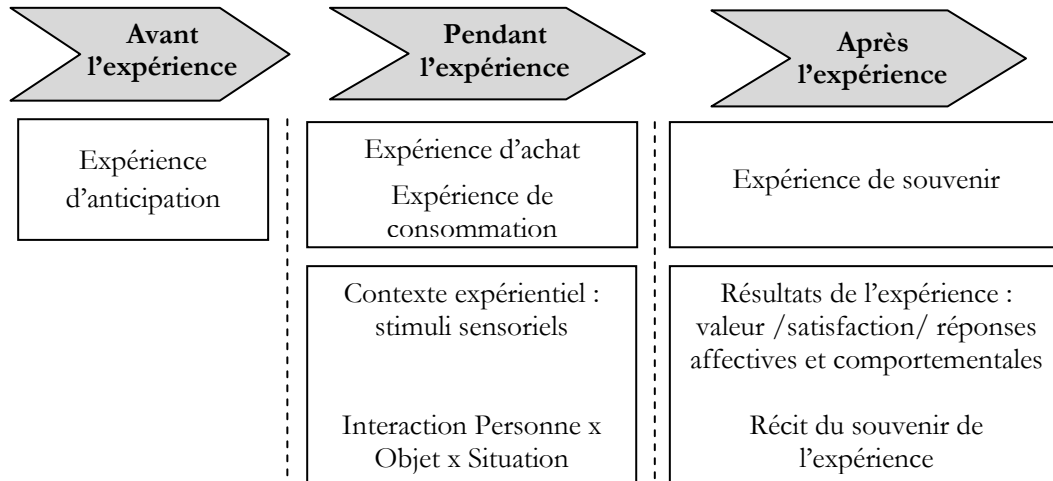 Avant
l’expérience
Pendant
l’expérience
Après
l’expérience
Expérience
d’anticipation
Expérience d’achat
Expérience de
consommation
Expérience de souvenir
Contexte expérientiel :
stimuli sensoriels
Interaction Personne x
Objet x Situation
Résultats de l’expérience :
valeur /satisfaction/ réponses
affectives et comportementales
Récit du souvenir de
l’expérience